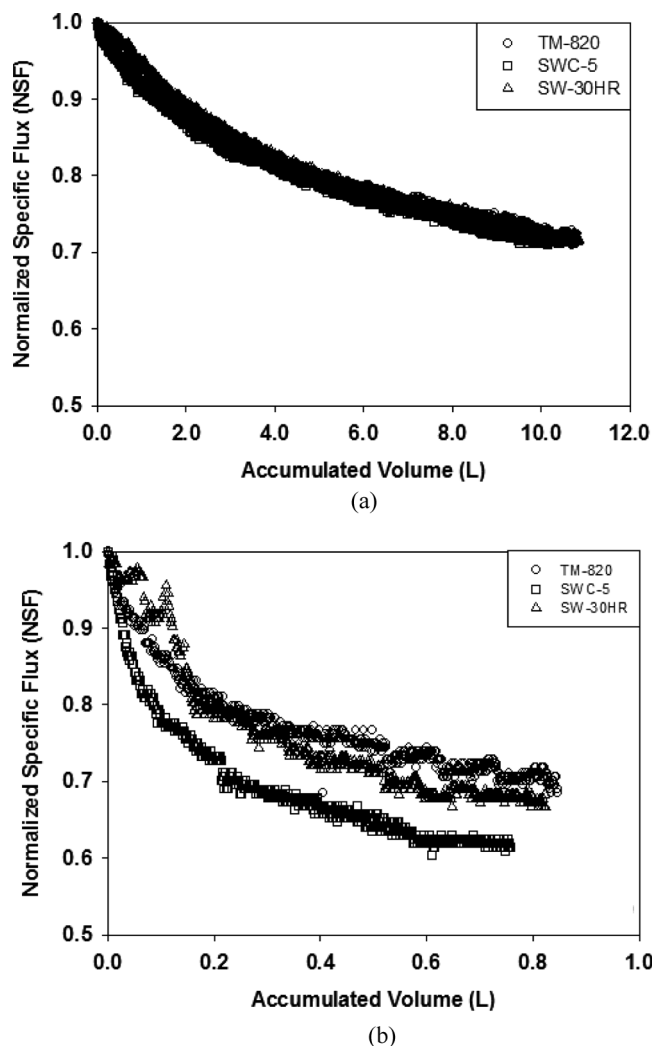 1.0
0.9
0.8
0.7
0.6
0.5
Normalized Specific Flux (NSF)
TM-820
SWC-5
SW-30HR
0.0 2.0 4.0 6.0 8.0 10.0 12.0
Accumulated Volume (L)
(a)
1.0
0.9
0.8
0.7
0.6
0.5
Normalized Specific Flux (NSF)
TM-820
SWC-5
SW-30HR
0.0 0.2 0.4 0.6 0.8 1.0
Accumulated Volume (L)
(b)